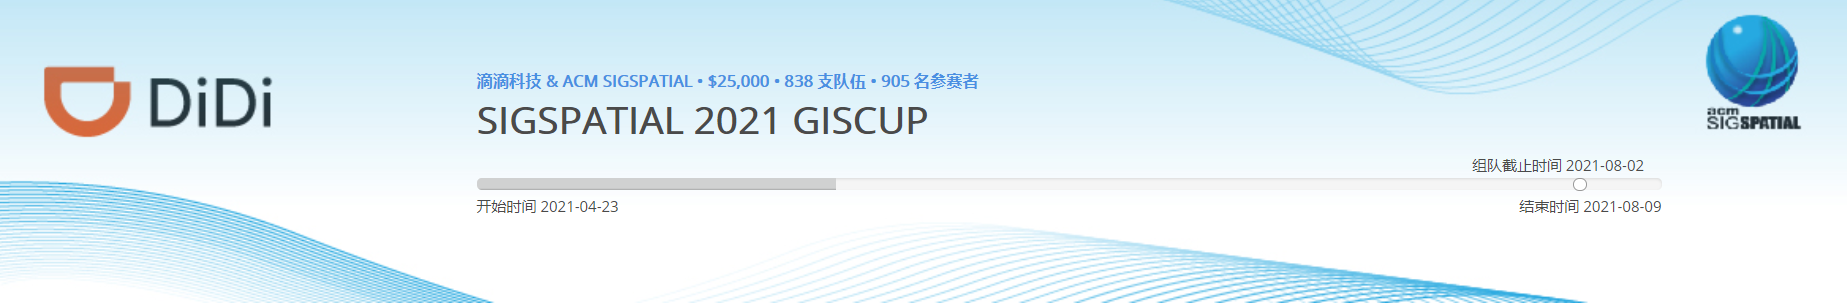 DiDi
滴滴科技 & ACM SIGSPATIAL • $25,000 • 838 支队伍 • 905 名参赛者
SIGSPATIAL 2021 GISCUP
acm
SIGSPATIAL
组队截止时间 2021-08-02
开始时间 2021-04-23
结束时间 2021-08-09